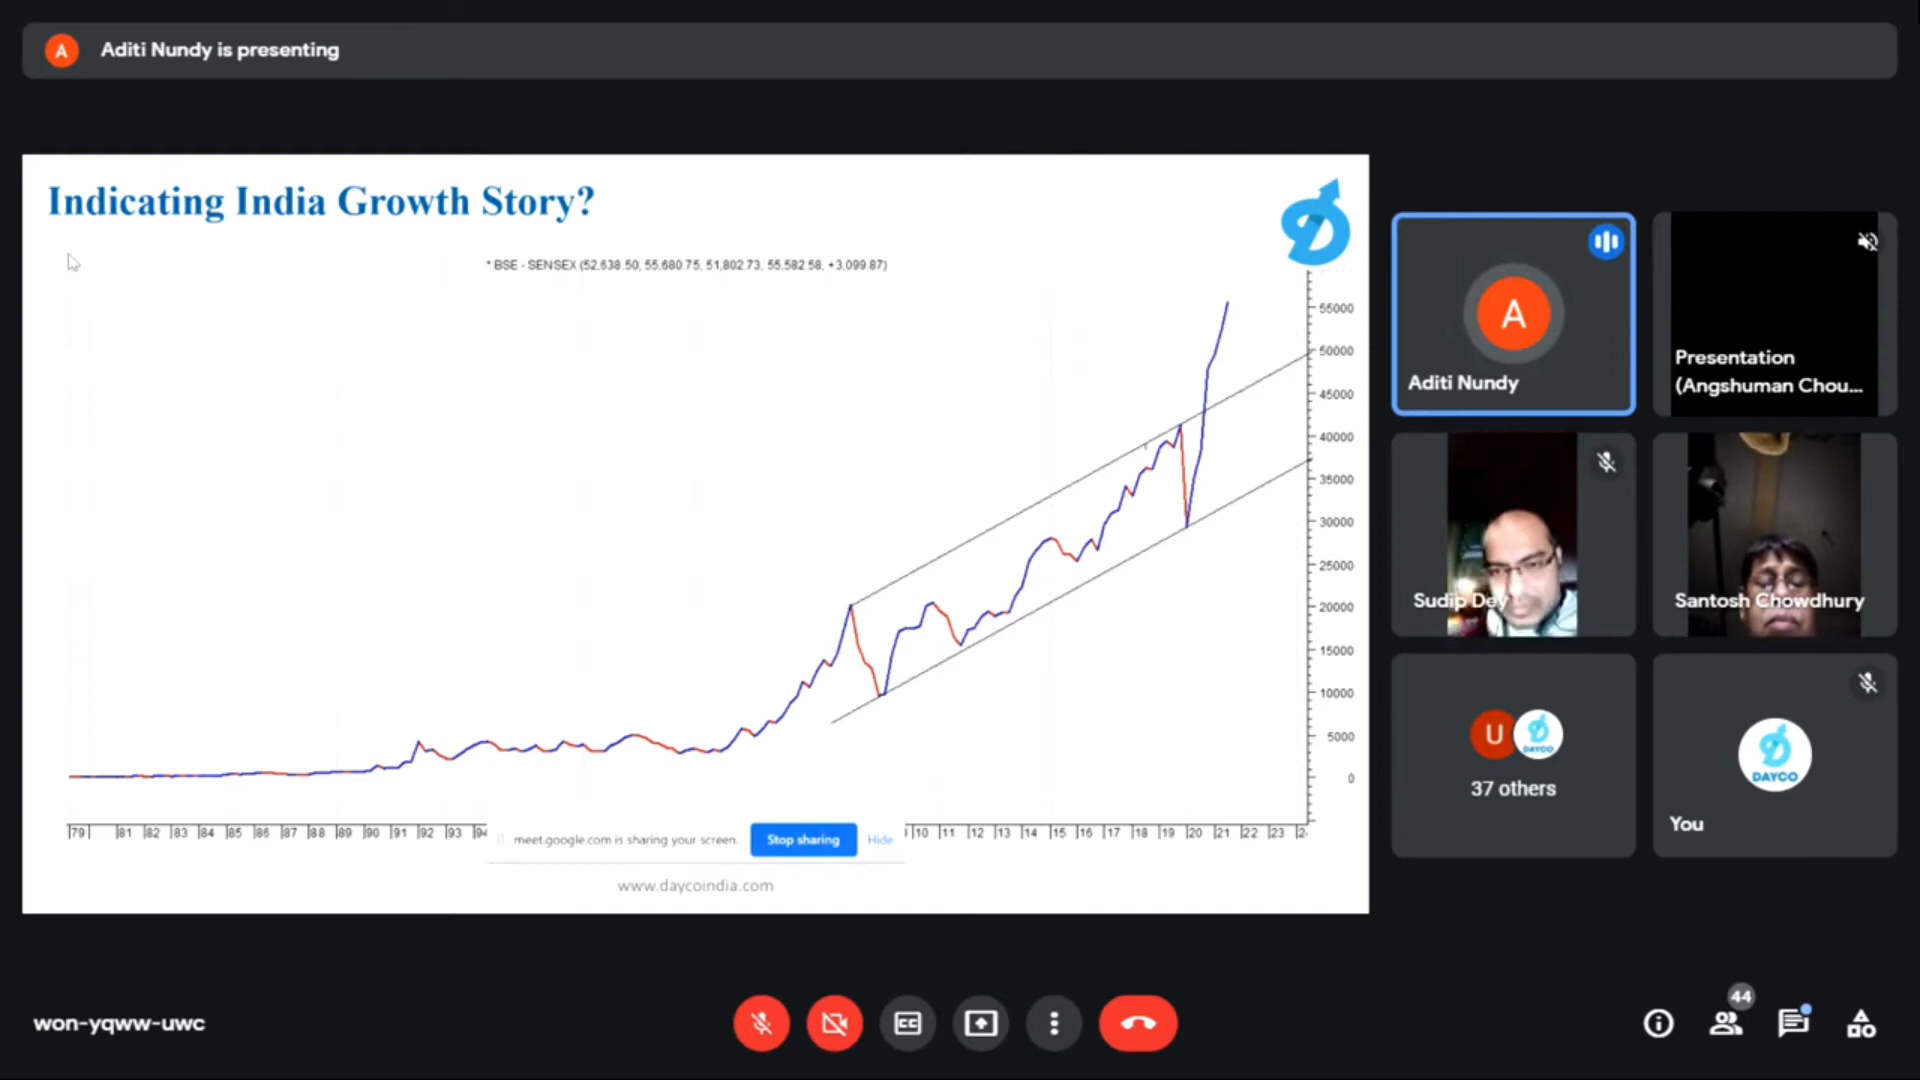 A
Aditi Nundy is presenting
Indicating India Growth Story?
* BSE - SENSEX (52,638.50, 55,680.75, 51,802.73, 55,582.58, +3,099.87)
55000
50000
45000
40000
35000
30000
25000
20000
15000
10000
5000
0
79 81 82 83 84 85 86 87 88 89 90 91 92 93 94
10 11 12 13 14 15 16 17 18 19 20 21 22 23
meet.google.com is sharing your screen. Stop sharing Hide
www.daycoindia.com
A
Aditi Nundy
Presentation
(Angshuman Chou...
Sudip Dey
Santosh Chowdhury
U
DAYCO
37 others
DAYCO
You
won-yqww-uwc
CC
44